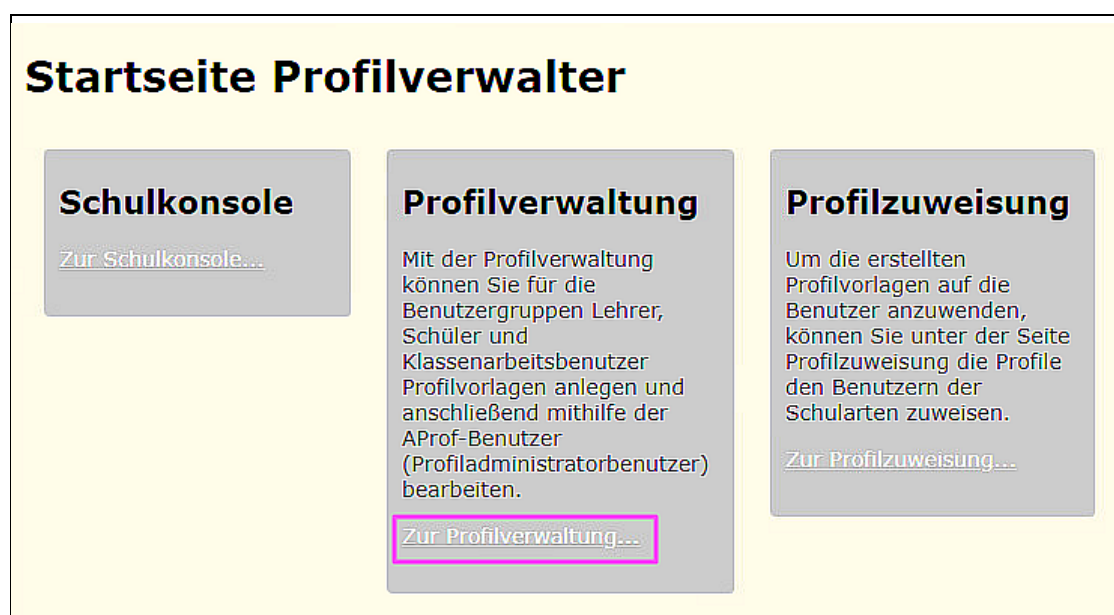 Startseite Profilverwalter
Schulkonsole
Zur Schulkonsole...
Profilverwaltung
Mit der Profilverwaltung
können Sie für die
Benutzergruppen Lehrer,
Schüler und
Klassenarbeitsbenutzer
Profilvorlagen anlegen und
anschließend mithilfe der
AProf-Benutzer
(Profiladministratorbenutzer)
bearbeiten.
Zur Profilverwaltung...
Profilzuweisung
Um die erstellten
Profilvorlagen auf die
Benutzer anzuwenden,
können Sie unter der Seite
Profilzuweisung die Profile
den Benutzern der
Schularten zuweisen.
Zur Profilzuweisung...